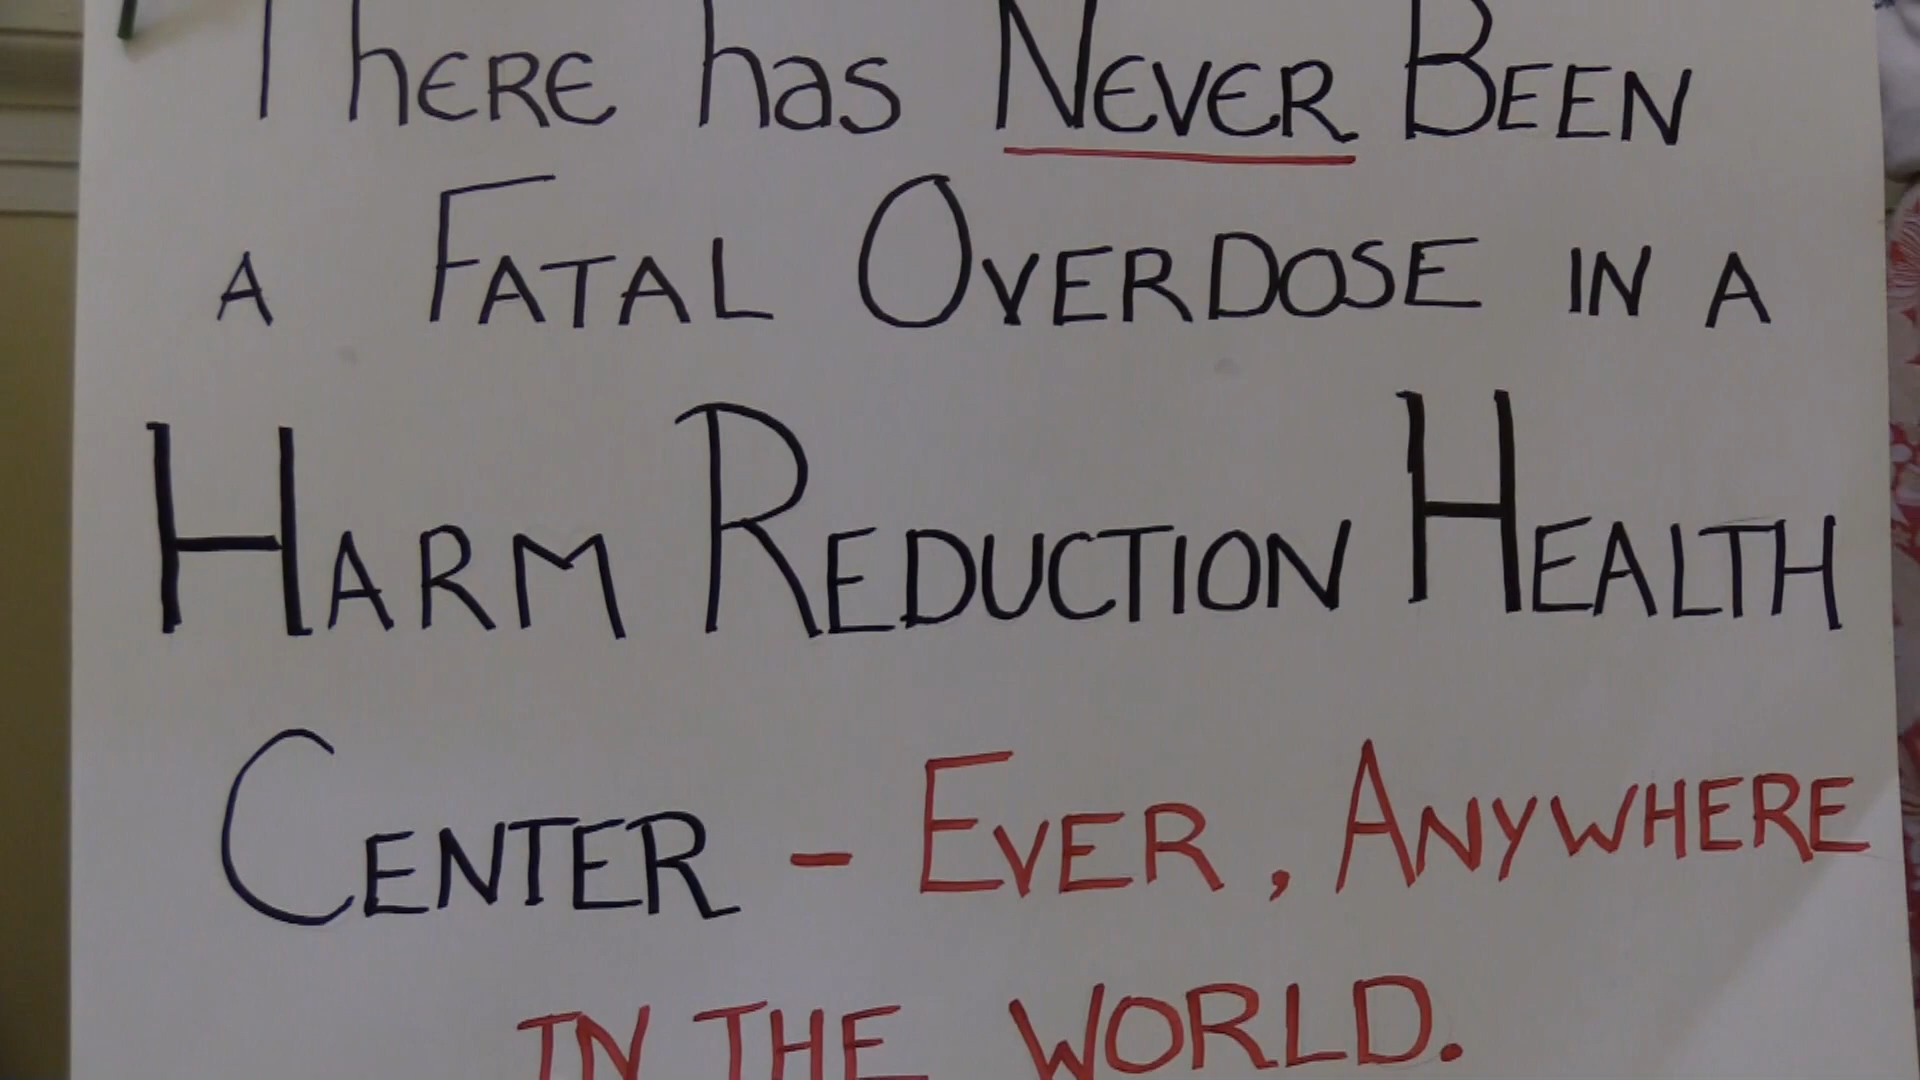 There has Never Been
A Fatal Overdose in a
Harm Reduction Health
Center - Ever, Anywhere
in the World.